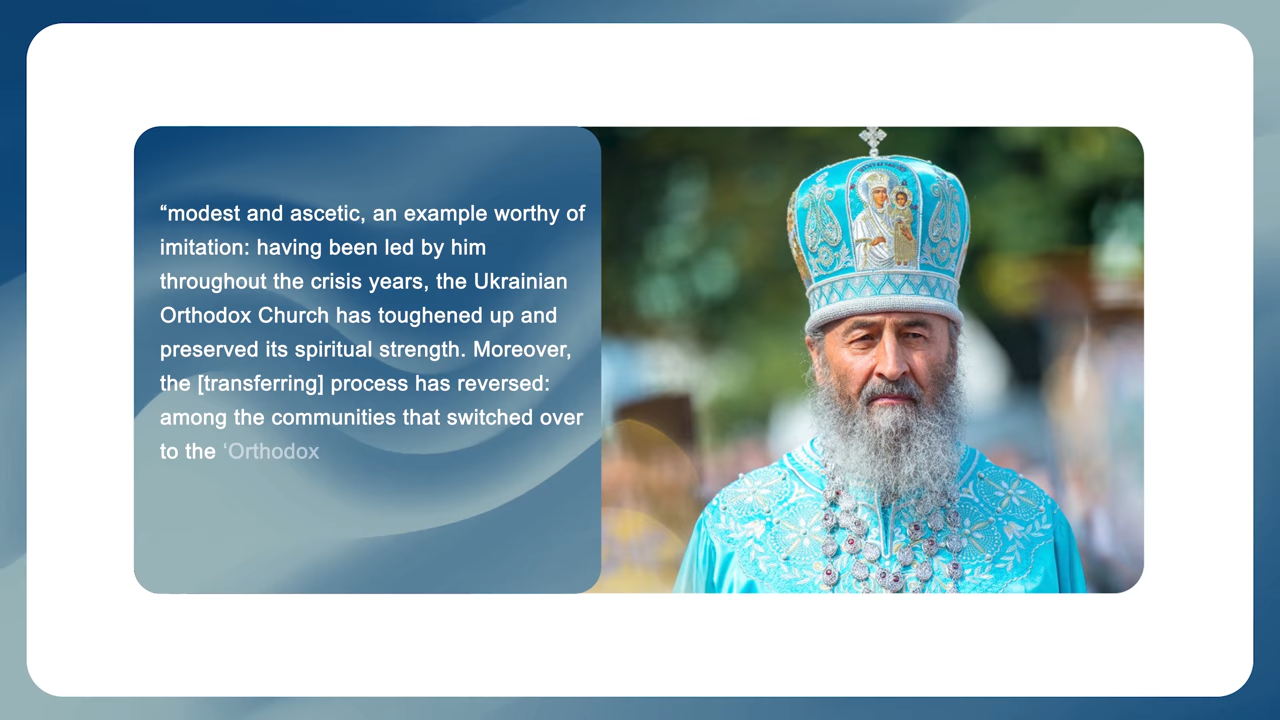 “modest and ascetic, an example worthy of
imitation: having been led by him
throughout the crisis years, the Ukrainian
Orthodox Church has toughened up and
preserved its spiritual strength. Moreover,
the [transferring] process has reversed:
among the communities that switched over
to the ‘Orthodox